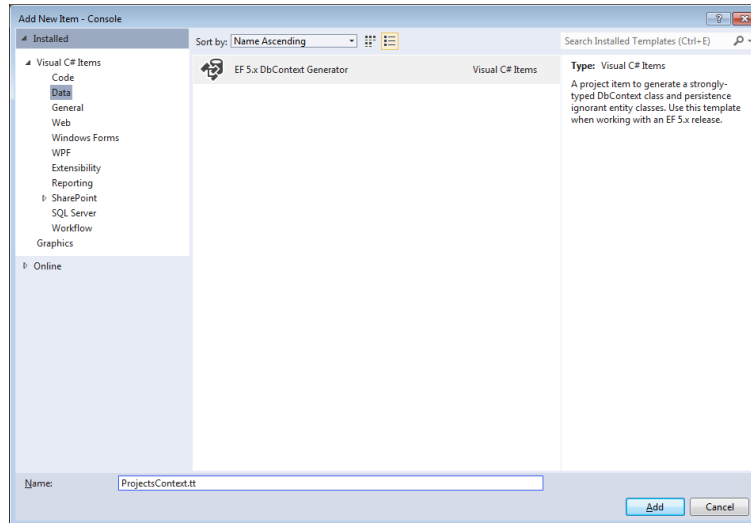 Add New Item - Console
Installed
Sort by: Name Ascending
Search Installed Templates (Ctrl+E)
Visual C# Items
Code
Data
General
Web
Windows Forms
WPF
Extensibility
Reporting
SharePoint
SQL Server
Workflow
Graphics
Online
EF 5.x DbContext Generator Visual C# Items
Type: Visual C# Items
A project item to generate a strongly-
typed DbContext class and persistence
ignorant entity classes. Use this template
when working with an EF 5.x release.
Name: ProjectsContext.tt
Add Cancel